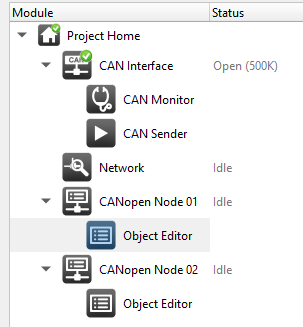 Module Status
Project Home
CAN Interface Open (500K)
CAN Monitor
CAN Sender
Network Idle
CANopen Node 01 Idle
Object Editor
CANopen Node 02 Idle
Object Editor